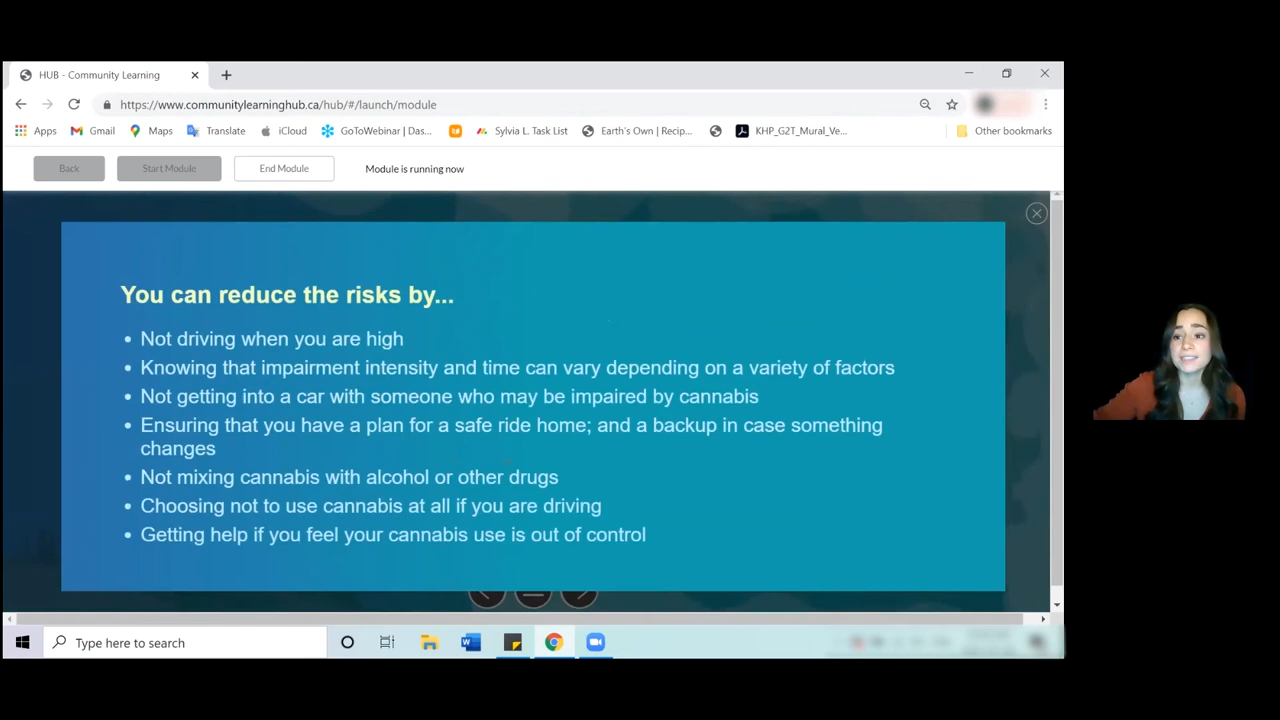 HUB - Community Learning
https://www.communitylearninghub.ca/hub/#/launch/module
Apps Gmail Maps Translate iCloud GoToWebinar | Das... Sylvia L. Task List Earth's Own | Recip... KHP_G2T_Mural_Ve... Other bookmarks
Back Start Module End Module Module is running now
You can reduce the risks by...
• Not driving when you are high
• Knowing that impairment intensity and time can vary depending on a variety of factors
• Not getting into a car with someone who may be impaired by cannabis
• Ensuring that you have a plan for a safe ride home; and a backup in case something
changes
• Not mixing cannabis with alcohol or other drugs
• Choosing not to use cannabis at all if you are driving
• Getting help if you feel your cannabis use is out of control
Type here to search